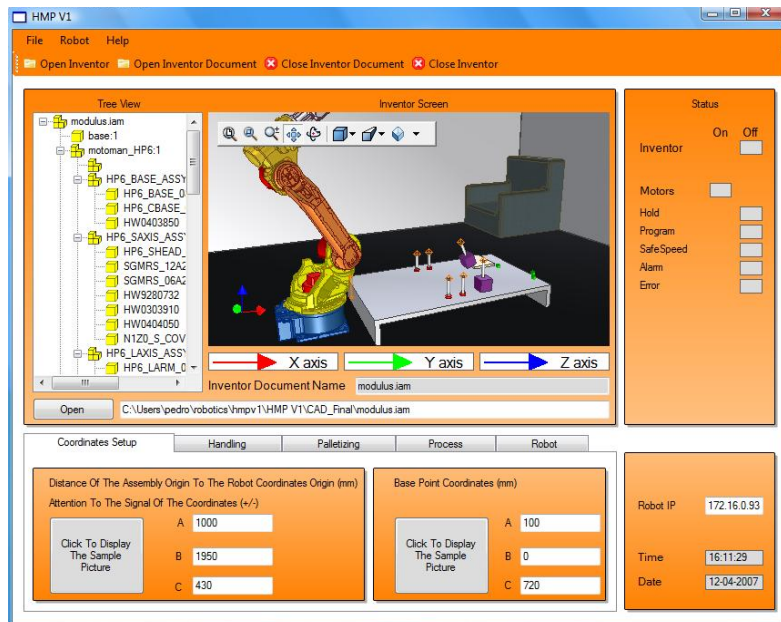 HMP V1
File Robot Help
Open Inventor Open Inventor Document Close Inventor Document Close Inventor
Tree View
modulus.iam
base:1
motoman_HP6:1
HP6_BASE_ASSY
HP6_BASE_0
HP6_CBASE_
HW0403850
HP6_SAXIS_ASS
HP6_SHEAD_
SGMRS_12A2
SGMRS_06A2
HW9280732
HW0303910
HW0404050
N1Z0_S_COV
HP6_LAXIS_ASSY
HP6_LARM_0
Inventor Screen
X axis Y axis Z axis
Inventor Document Name modulus.iam
Open C:\Users\pedro\robotics\hmpv1\HMP V1\CAD_Final\modulus.iam
Status
On Off
Inventor
Motors
Hold
Program
SafeSpeed
Alarm
Error
Coordinates Setup Handling Palletizing Process Robot
Distance Of The Assembly Origin To The Robot Coordinates Origin (mm)
Attention To The Signal Of The Coordinates (+/-)
Click To Display
The Sample
Picture
A 1000
B 1950
C 430
Base Point Coordinates (mm)
Click To Display
The Sample
Picture
A 100
B 0
C 720
Robot IP 172.16.0.93
Time 16:11:29
Date 12-04-2007